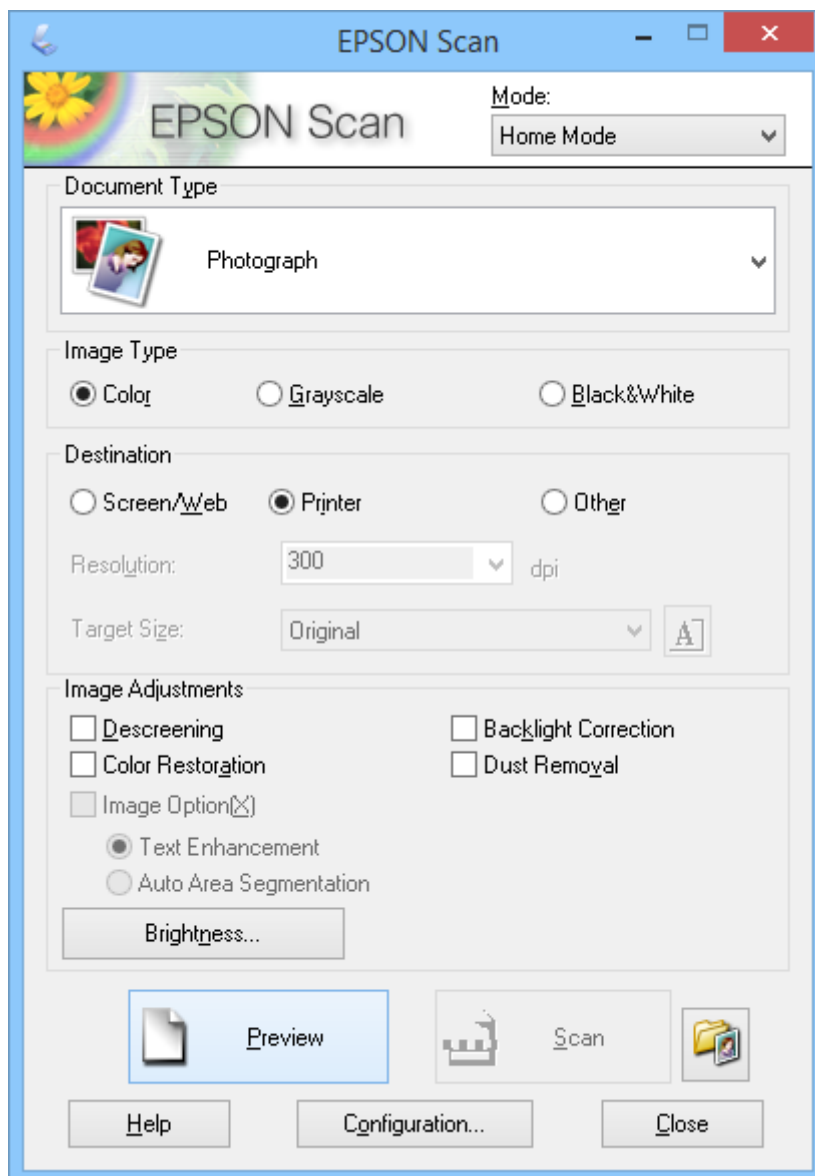 EPSON Scan
EPSON Scan
Mode:
Home Mode
Document Type
Photograph
Image Type
Color Grayscale Black&White
Destination
Screen/Web Printer Other
Resolution: 300 dpi
Target Size: Original A
Image Adjustments
Descreening Backlight Correction
Color Restoration Dust Removal
Image Option(X)
Text Enhancement
Auto Area Segmentation
Brightness...
Preview Scan
Help Configuration... Close